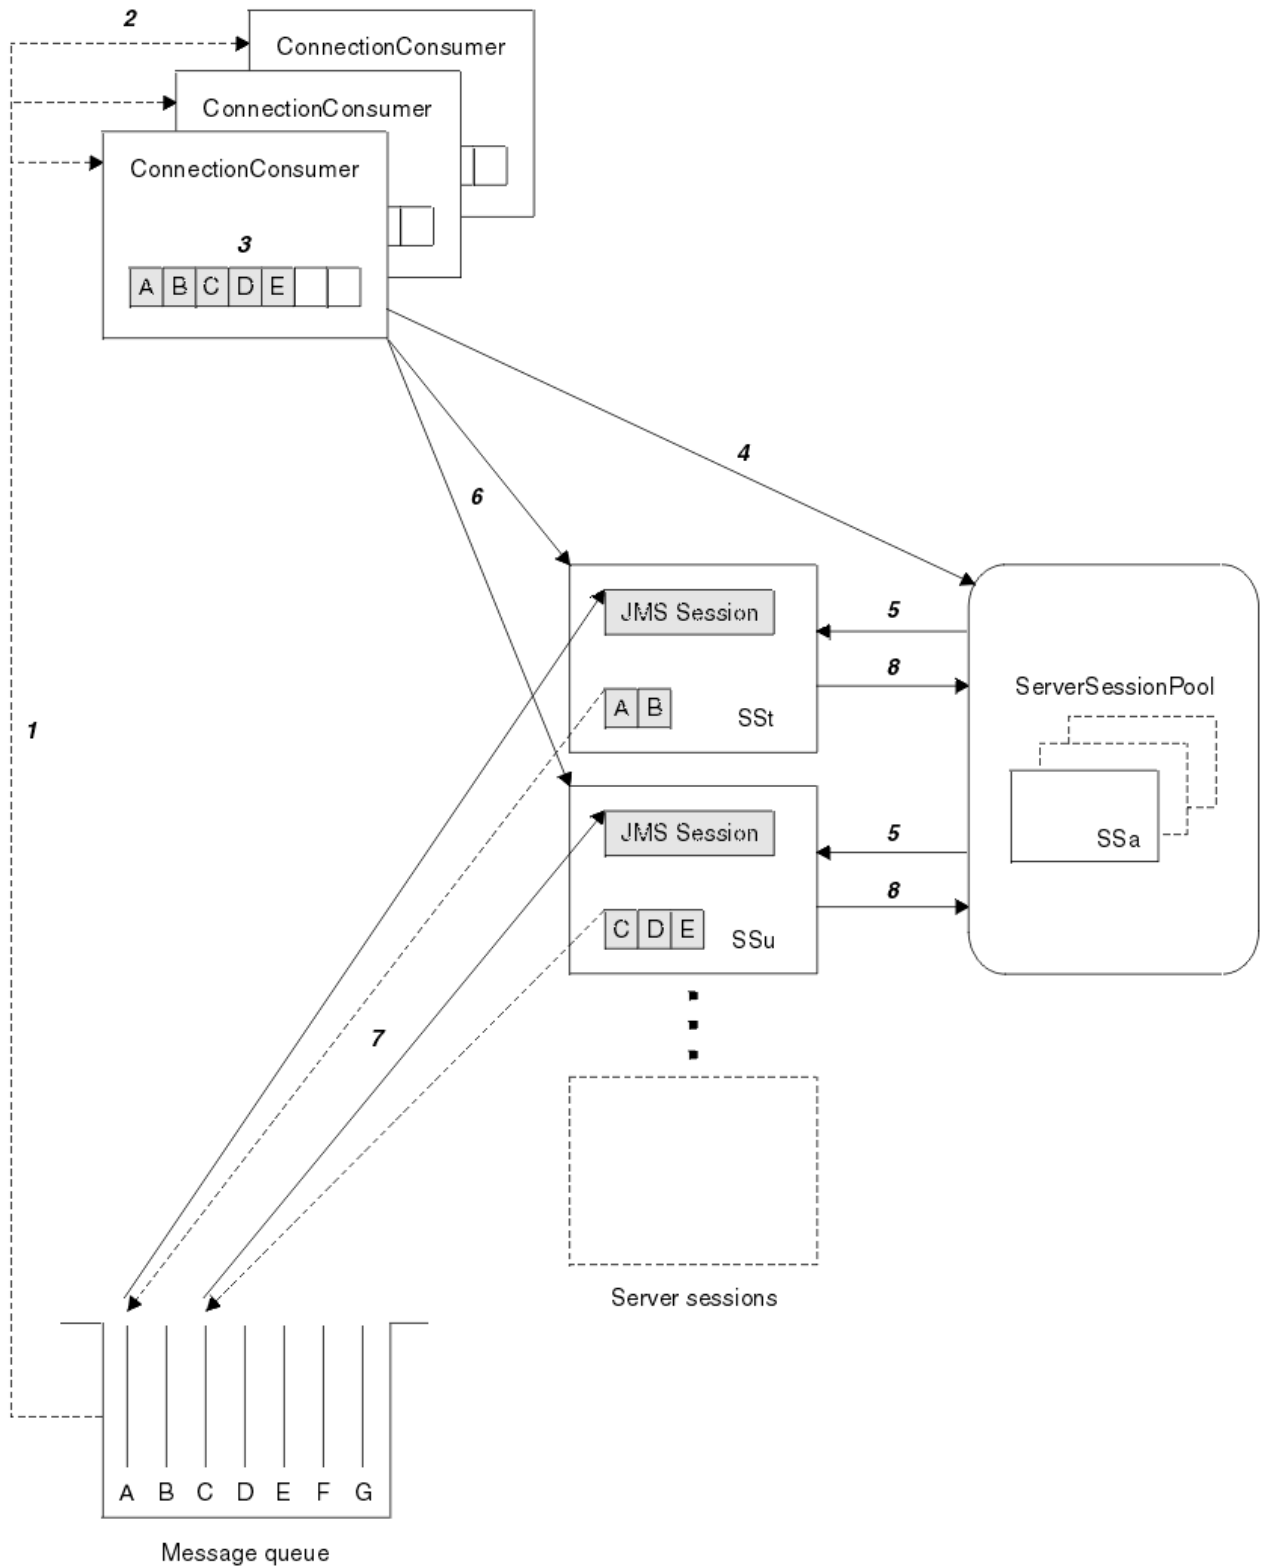 2
ConnectionConsumer
ConnectionConsumer
ConnectionConsumer
3
A B C D E
4
6
JMS Session
5
8
A B
SSt
ServerSessionPool
1
JMS Session
5
SSa
8
C D E
SSu
7
Server sessions
A B C D E F G
Message queue